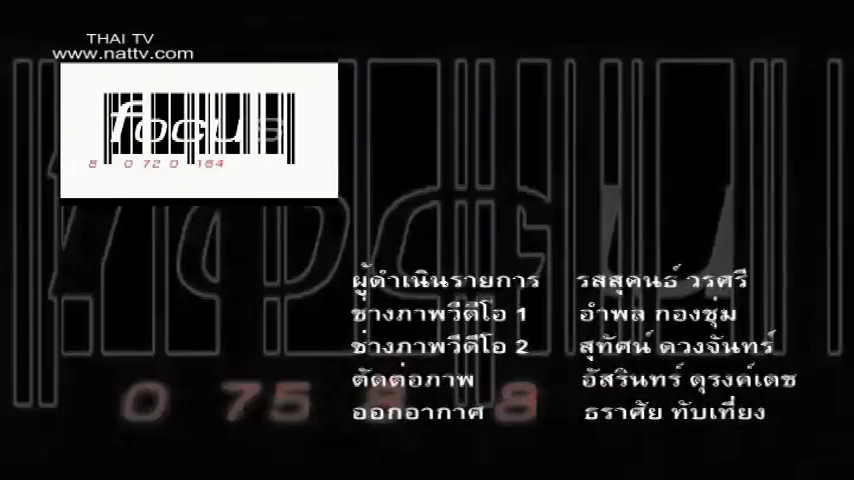 THAI TV
www.nattv.com
focus
8 0 72 0 164
ผู้ดำเนินรายการ รสสุคนธ์ วรศรี
ช่างภาพวีดีโอ 1 อำพล กองชุ่ม
ช่างภาพวีดีโอ 2 สุทัศน์ ดวงจันทร์
ตัดต่อภาพ อัสรินทร์ ดุรงค์เดช
ออกอากาศ ธราศัย ทับเที่ยง
0 75 8